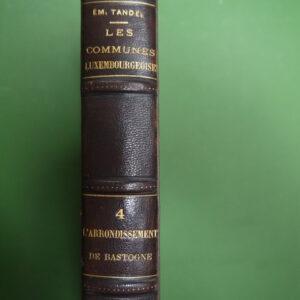 EM. TANDEL
LES
COMMUNES
LUXEMBOURGEOISES
4
L'ARRONDISSEMENT
DE BASTOGNE